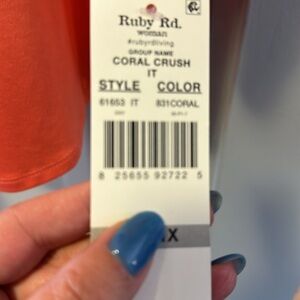 Ruby Rd.
woman
#rubyrdliving
GROUP NAME
CORAL CRUSH
IT
STYLE COLOR
61653 IT 831CORAL
8 25655 92722 5